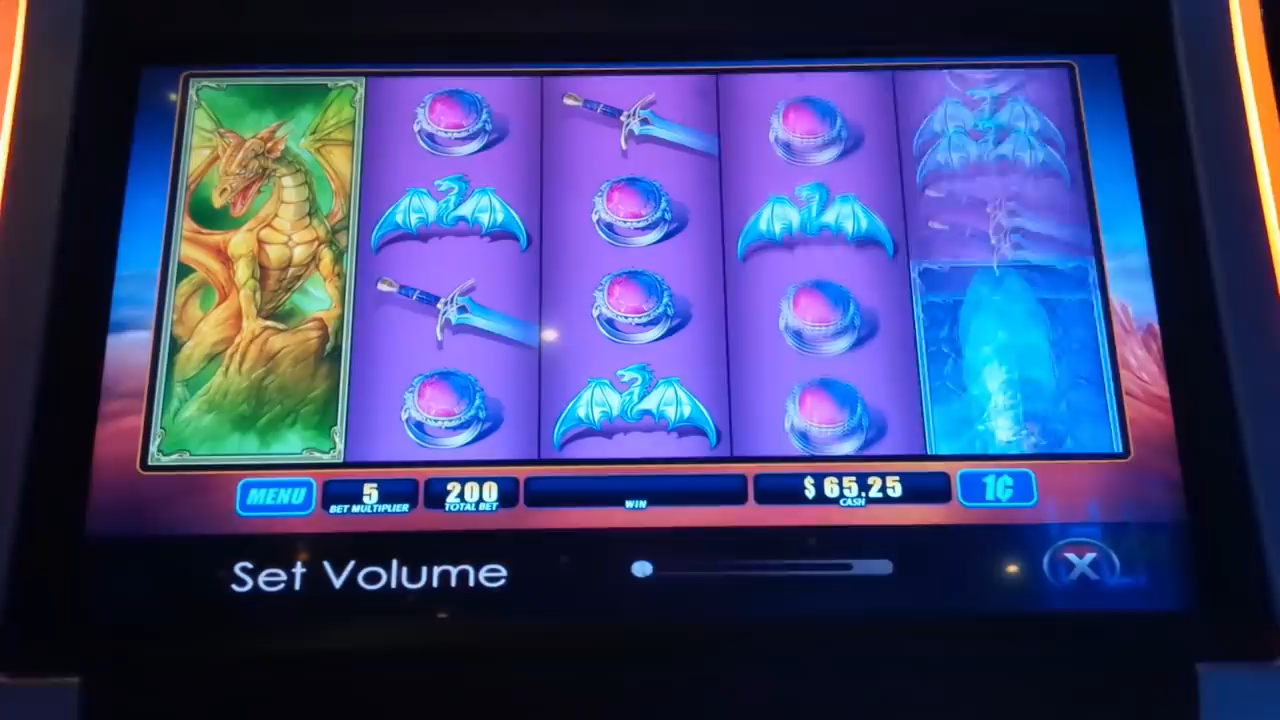 MENU
5
BET MULTIPLIER
200
TOTAL BET
WIN
$ 65.25
CASH
1¢
Set Volume
X